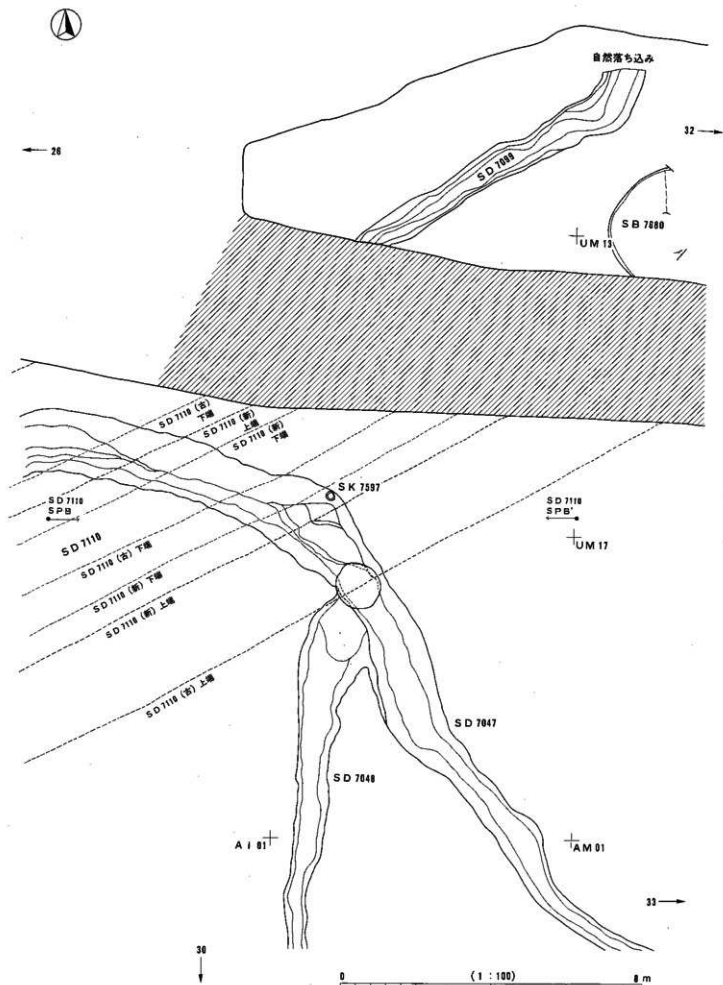 自然落ち込み
32
26
SD 7099
SB 7680
UM 13
SD 7110 (古)
下端
SD 7110 (新)
上端
SD 7110 (新)
下端
SK 7597
SD 7110
SPB
SD 7110
SPB'
SD 7110
UM 17
SD 7110 (古) 下端
SD 7110 (新) 下端
SD 7110 (新) 上端
SD 7110 (古) 上端
SD 7047
SD 7048
A I 01
AM 01
33
30
0 (1 : 100) 8 m